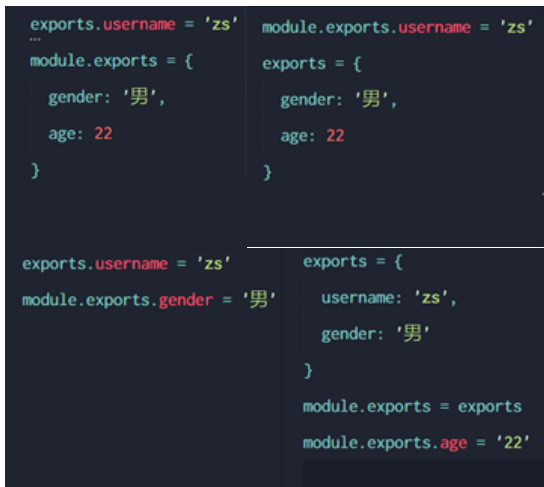 exports.username = 'zs'
module.exports = {
  gender: '男',
  age: 22
}
module.exports.username = 'zs'
exports = {
  gender: '男',
  age: 22
}
exports.username = 'zs'
module.exports.gender = '男'
exports = {
  username: 'zs',
  gender: '男'
}
module.exports = exports
module.exports.age = '22'